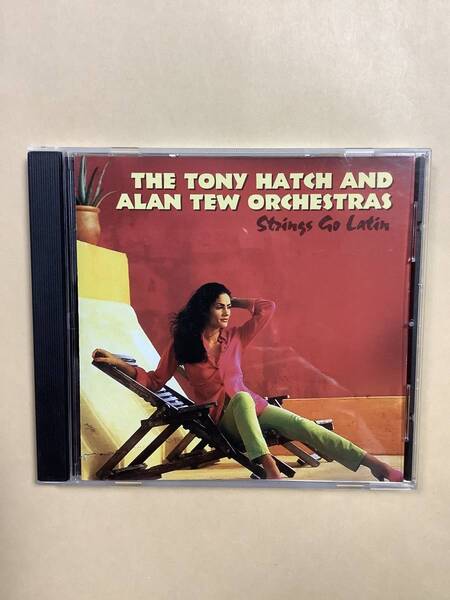 THE TONY HATCH AND
ALAN TEW ORCHESTRAS
Strings Go Latin